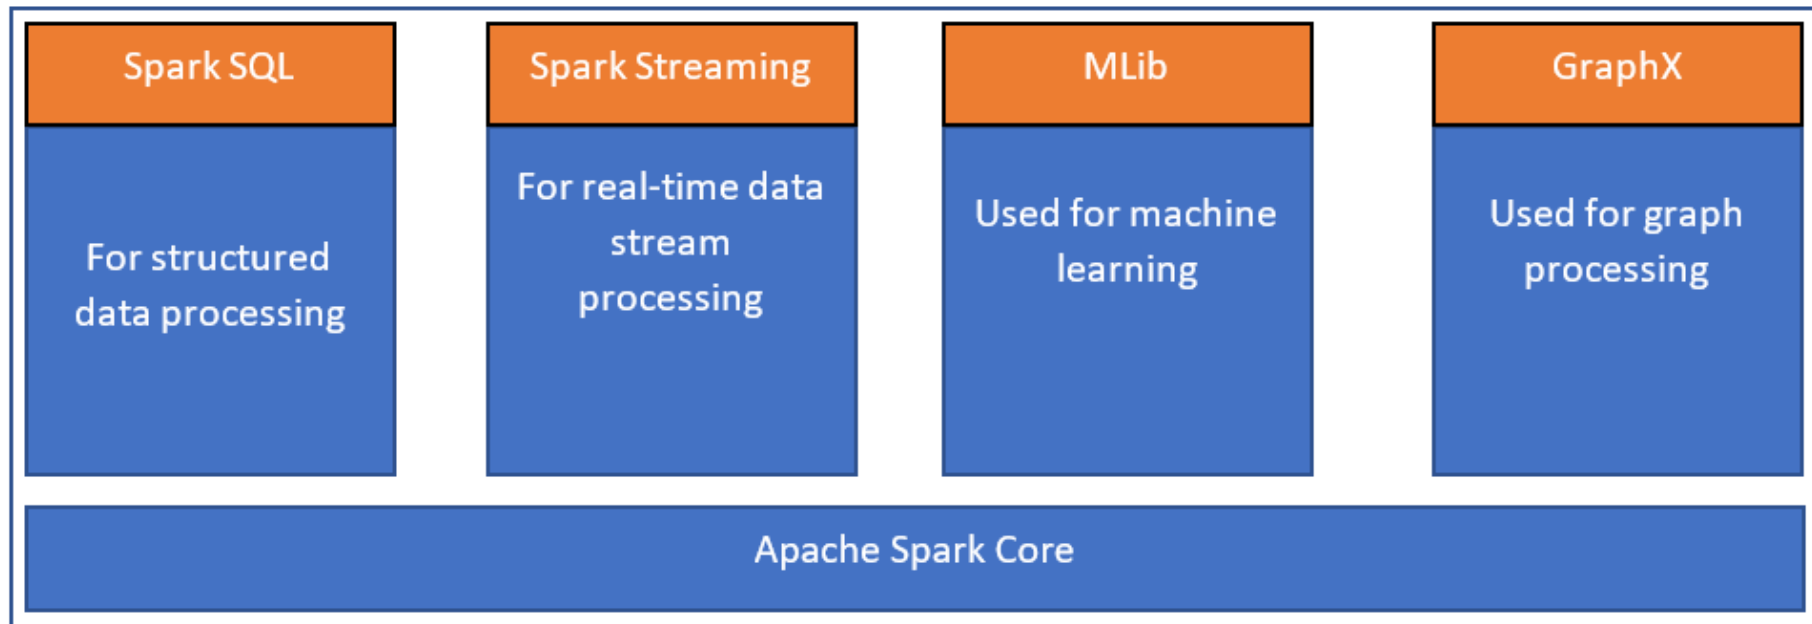 Spark SQL
For structured
data processing
Spark Streaming
For real-time data
stream
processing
MLib
Used for machine
learning
GraphX
Used for graph
processing
Apache Spark Core